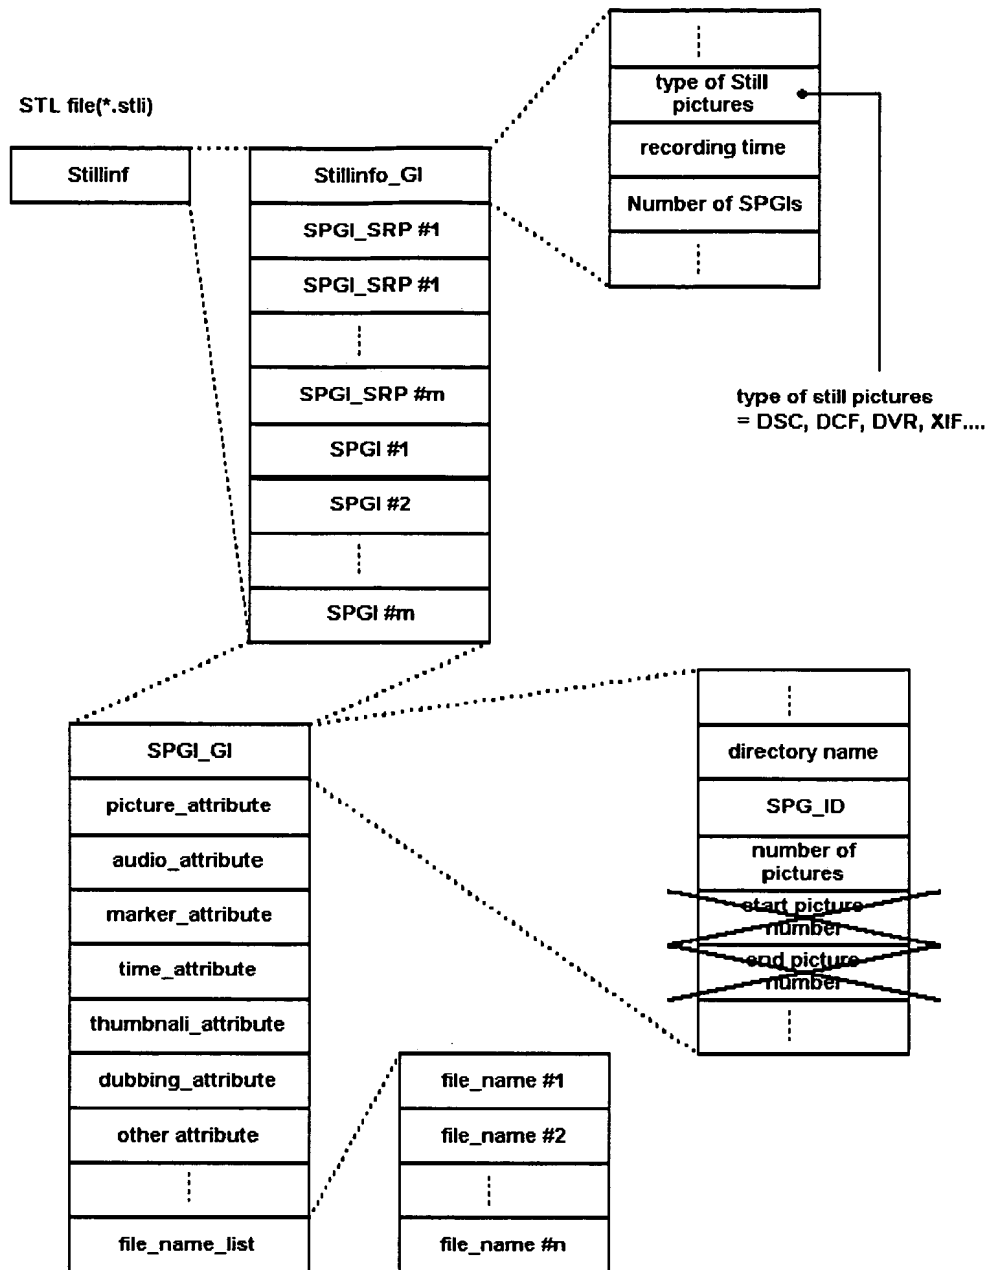 STL file(*.stli)
Stillinf
Stillinfo_GI
SPGI_SRP #1
SPGI_SRP #1
SPGI_SRP #m
SPGI #1
SPGI #2
SPGI #m
type of Still
pictures
recording time
Number of SPGIs
type of still pictures
= DSC, DCF, DVR, XIF....
SPGI_GI
picture_attribute
audio_attribute
marker_attribute
time_attribute
thumbnali_attribute
dubbing_attribute
other attribute
file_name_list
file_name #1
file_name #2
file_name #n
directory name
SPG_ID
number of
pictures
start picture
number
end picture
number